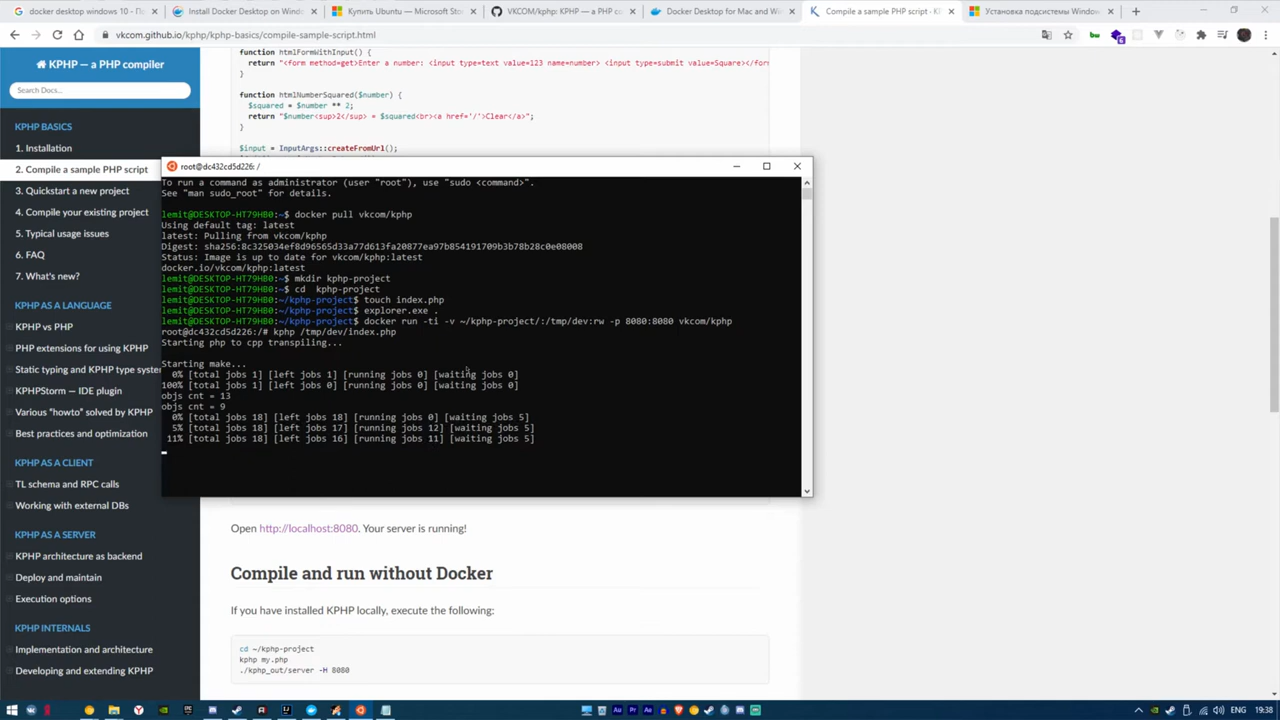 docker desktop windows 10 - П
Install Docker Desktop on Windo
Купить Ubuntu — Microsoft Sto
VKCOM/kphp: KPHP — a PHP co
Docker Desktop for Mac and Wi
Compile a sample PHP script - KP
Установка подсистемы Windows
vkcom.github.io/kphp/kphp-basics/compile-sample-script.html
KPHP — a PHP compiler
Search Docs...
KPHP BASICS
1. Installation
2. Compile a sample PHP script
3. Quickstart a new project
4. Compile your existing project
5. Typical usage issues
6. FAQ
7. What's new?
KPHP AS A LANGUAGE
KPHP vs PHP
PHP extensions for using KPHP
Static typing and KPHP type syster
KPHPStorm — IDE plugin
Various "howto" solved by KPHP
Best practices and optimization
KPHP AS A CLIENT
TL schema and RPC calls
Working with external DBs
KPHP AS A SERVER
KPHP architecture as backend
Deploy and maintain
Execution options
KPHP INTERNALS
Implementation and architecture
Developing and extending KPHP
function htmlFormWithInput() {
return "<form method=get>Enter a number: <input type=text value=123 name=number> <input type=submit value=Square></form
}
function htmlNumberSquared($number) {
$squared = $number ** 2;
return "$number<sup>2</sup> = $squared<br><a href='/'>Clear</a>";
}
$input = InputArgs::createFromUrl();
root@dc432cd5d226: /
To run a command as administrator (user "root"), use "sudo <command>".
See "man sudo_root" for details.
lemit@DESKTOP-HT79HB0:~$ docker pull vkcom/kphp
Using default tag: latest
latest: Pulling from vkcom/kphp
Digest: sha256:8c325034ef8d96565d33a77d613fa20877ea97b854191709b3b78b28c0e08008
Status: Image is up to date for vkcom/kphp:latest
docker.io/vkcom/kphp:latest
lemit@DESKTOP-HT79HB0:~$ mkdir kphp-project
lemit@DESKTOP-HT79HB0:~$ cd  kphp-project
lemit@DESKTOP-HT79HB0:~/kphp-project$ touch index.php
lemit@DESKTOP-HT79HB0:~/kphp-project$ explorer.exe .
lemit@DESKTOP-HT79HB0:~/kphp-project$ docker run -ti -v ~/kphp-project/:/tmp/dev:rw -p 8080:8080 vkcom/kphp
root@dc432cd5d226:/# kphp /tmp/dev/index.php
Starting php to cpp transpiling...
Starting make...
0% [total jobs 1] [left jobs 1] [running jobs 0] [waiting jobs 0]
100% [total jobs 1] [left jobs 0] [running jobs 0] [waiting jobs 0]
objs cnt = 13
objs cnt = 9
0% [total jobs 18] [left jobs 18] [running jobs 0] [waiting jobs 5]
5% [total jobs 18] [left jobs 17] [running jobs 12] [waiting jobs 5]
11% [total jobs 18] [left jobs 16] [running jobs 11] [waiting jobs 5]
Open http://localhost:8080. Your server is running!
Compile and run without Docker
If you have installed KPHP locally, execute the following:
cd ~/kphp-project
kphp my.php
./kphp_out/server -H 8080
ENG
19:38